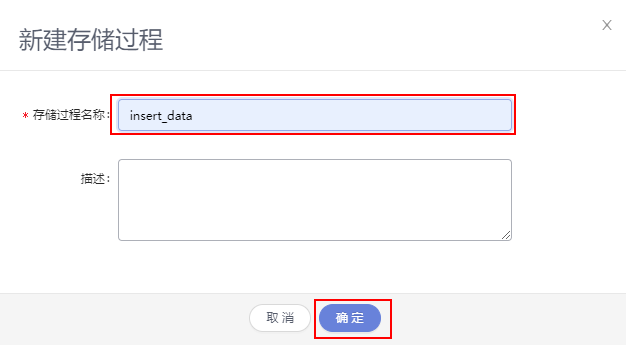 新建存储过程
* 存储过程名称:
insert_data
描述:
取消
确定